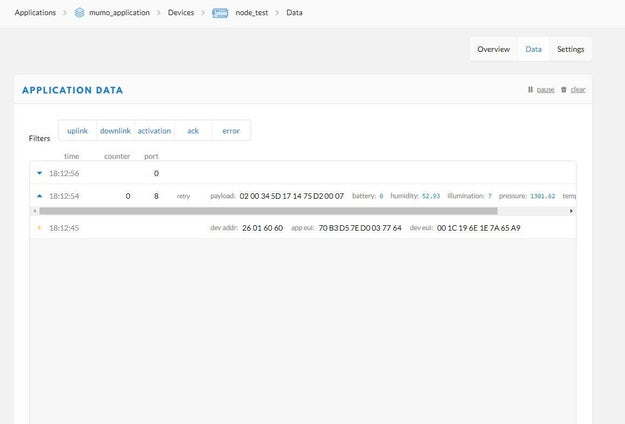 Applications > mumo_application > Devices > node_test > Data
Overview Data Settings
APPLICATION DATA
pause clear
Filters uplink downlink activation ack error
time counter port
18:12:56 0
18:12:54 0 8 retry payload: 02 00 34 5D 17 14 75 D2 00 07 battery: 0 humidity: 52.93 illumination: 7 pressure: 1301.62 temp
18:12:45 dev addr: 26 01 60 60 app eui: 70 B3 D5 7E D0 03 77 64 dev eui: 00 1C 19 6E 1E 7A 65 A9